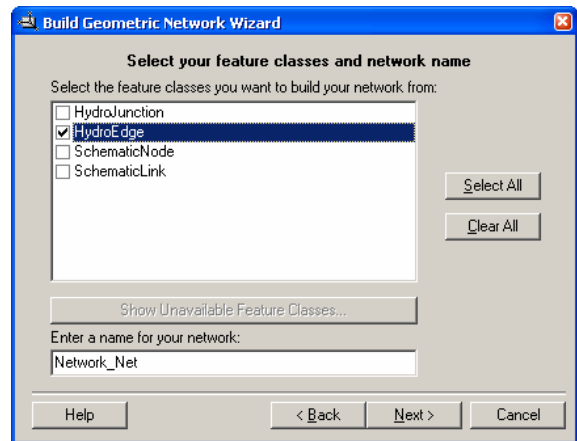 Build Geometric Network Wizard
Select your feature classes and network name
Select the feature classes you want to build your network from:
HydroJunction
HydroEdge
SchematicNode
SchematicLink
Select All
Clear All
Show Unavailable Feature Classes...
Enter a name for your network:
Network_Net
Help
< Back
Next >
Cancel